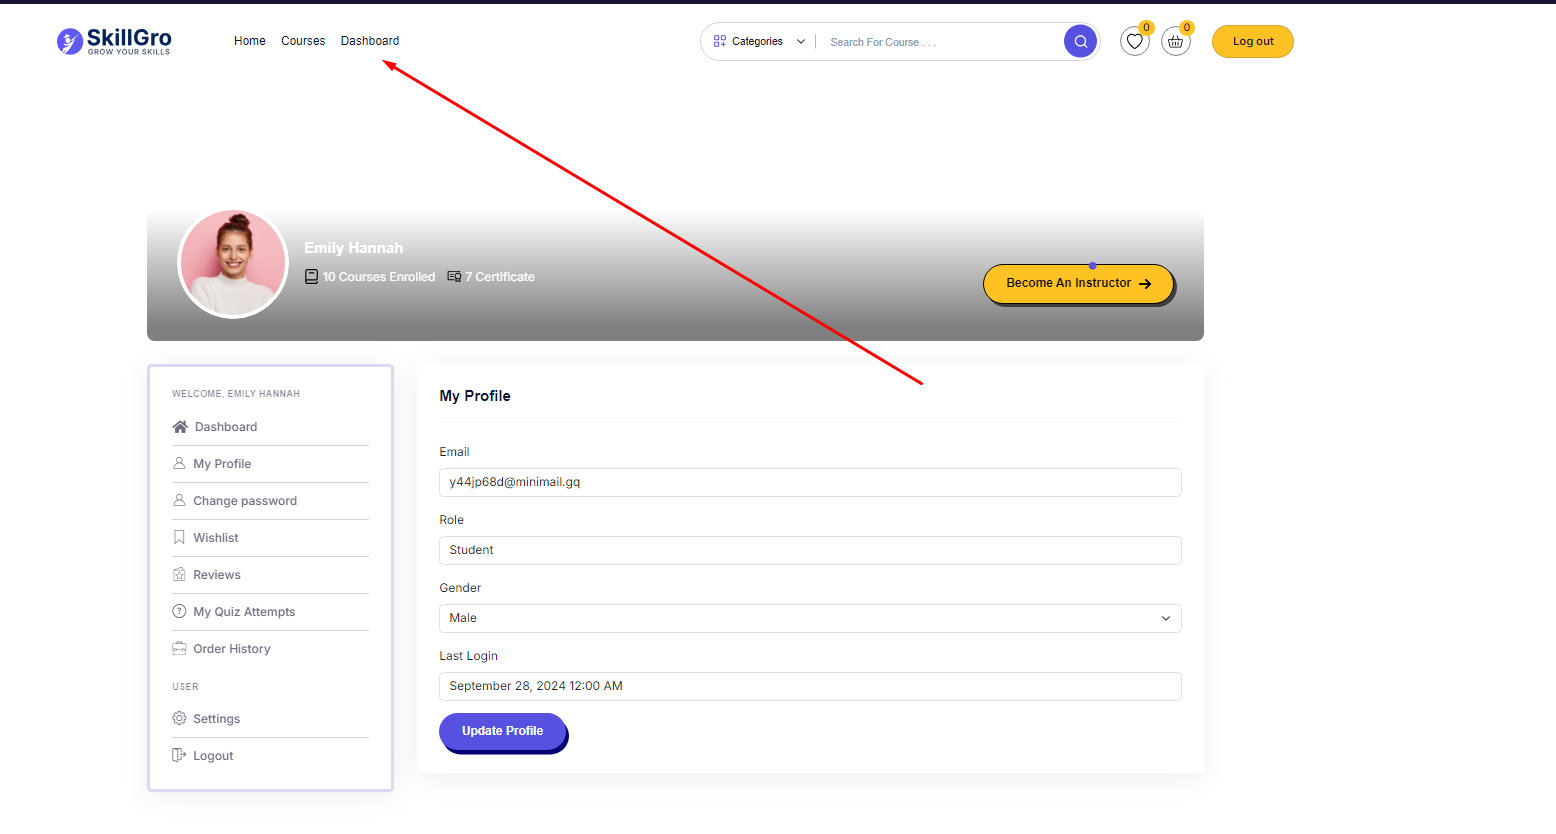 SkillGro
GROW YOUR SKILLS
Home Courses Dashboard
Categories
Search For Course . . .
0
0
Log out
Emily Hannah
10 Courses Enrolled
7 Certificate
Become An Instructor
WELCOME, EMILY HANNAH
Dashboard
My Profile
Change password
Wishlist
Reviews
My Quiz Attempts
Order History
USER
Settings
Logout
My Profile
Email
y44jp68d@minimail.gq
Role
Student
Gender
Male
Last Login
September 28, 2024 12:00 AM
Update Profile